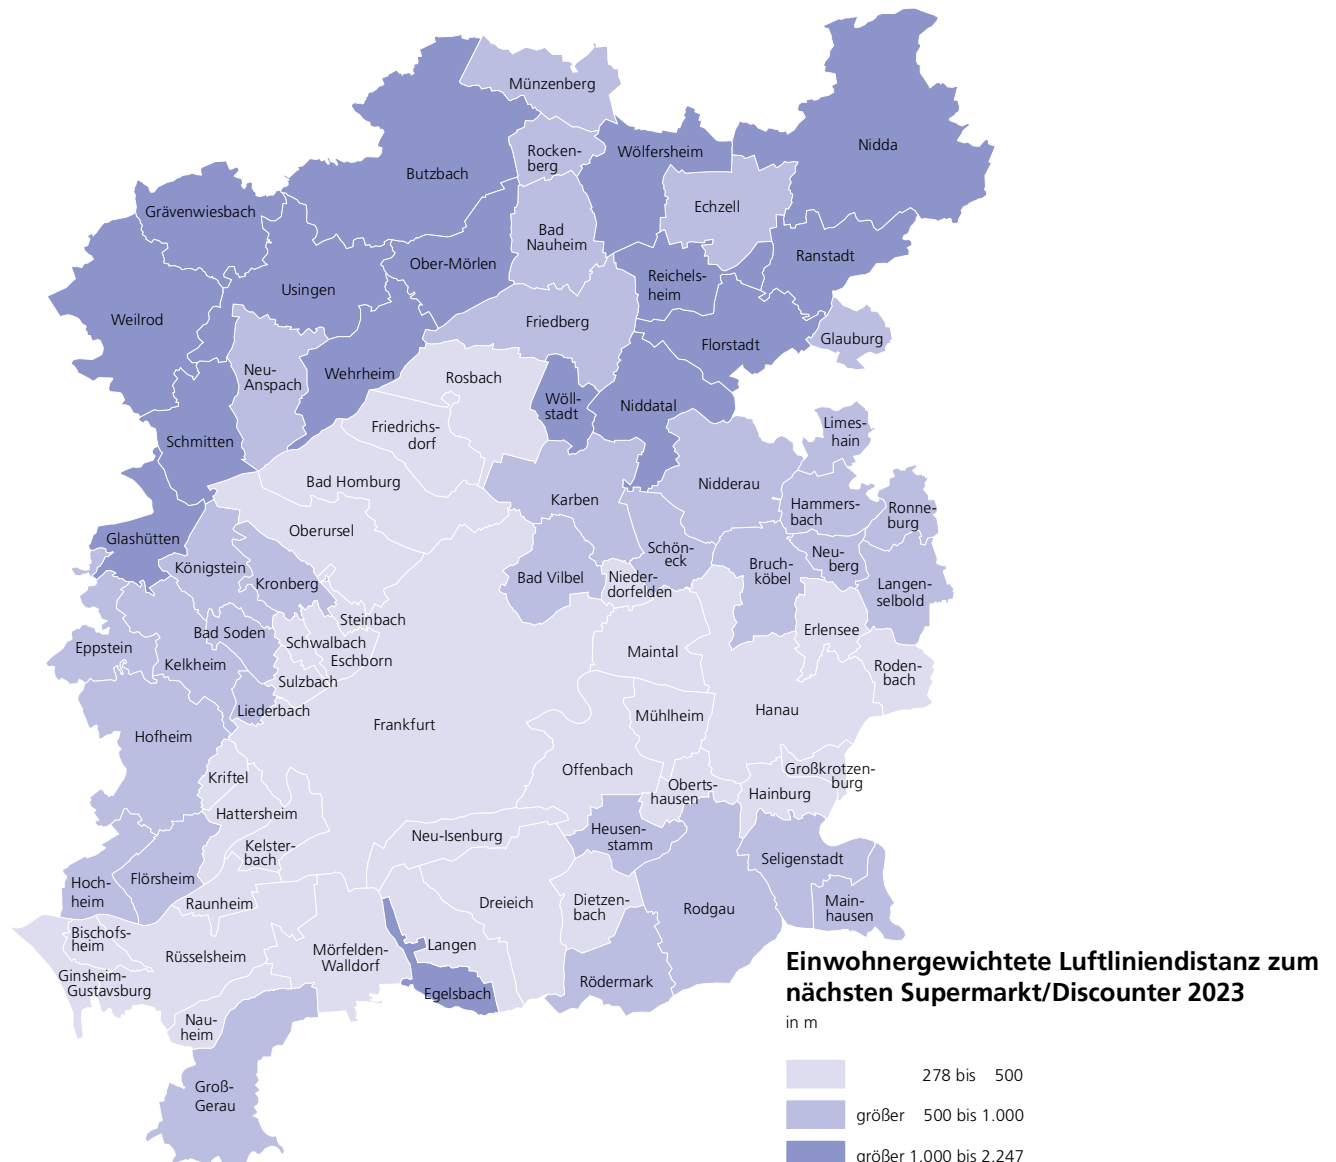 Münzenberg
Rocken-
berg
Wölfersheim
Nidda
Butzbach
Grävenwiesbach
Echzell
Bad
Nauheim
Ober-Mörlen
Ranstadt
Reichels-
heim
Usingen
Weilrod
Friedberg
Florstadt
Glauburg
Neu-
Anspach
Wehrheim
Rosbach
Wöll-
stadt
Niddatal
Friedrichs-
dorf
Limes-
hain
Schmitten
Bad Homburg
Nidderau
Karben
Hammers-
bach
Ronne-
burg
Oberursel
Glashütten
Schön-
eck
Neu-
berg
Königstein
Kronberg
Bad Vilbel
Nieder-
dorfelden
Bruch-
köbel
Langen-
selbold
Steinbach
Erlensee
Bad Soden
Schwalbach
Eppstein
Kelkheim
Eschborn
Maintal
Roden-
bach
Sulzbach
Liederbach
Frankfurt
Mühlheim
Hanau
Hofheim
Kriftel
Offenbach
Großkrotzen-
burg
Oberts-
hausen
Hainburg
Hattersheim
Neu-Isenburg
Heusen-
stamm
Kelster-
bach
Seligenstadt
Hoch-
heim
Flörsheim
Raunheim
Dreieich
Dietzen-
bach
Rodgau
Main-
hausen
Bischofs-
heim
Rüsselsheim
Mörfelden-
Walldorf
Langen
Ginsheim-
Gustavsburg
Egelsbach
Rödermark
Nau-
heim
Groß-
Gerau
Einwohnergewichtete Luftliniendistanz zum
nächsten Supermarkt/Discounter 2023
in m
278 bis 500
größer 500 bis 1.000
größer 1.000 bis 2.247